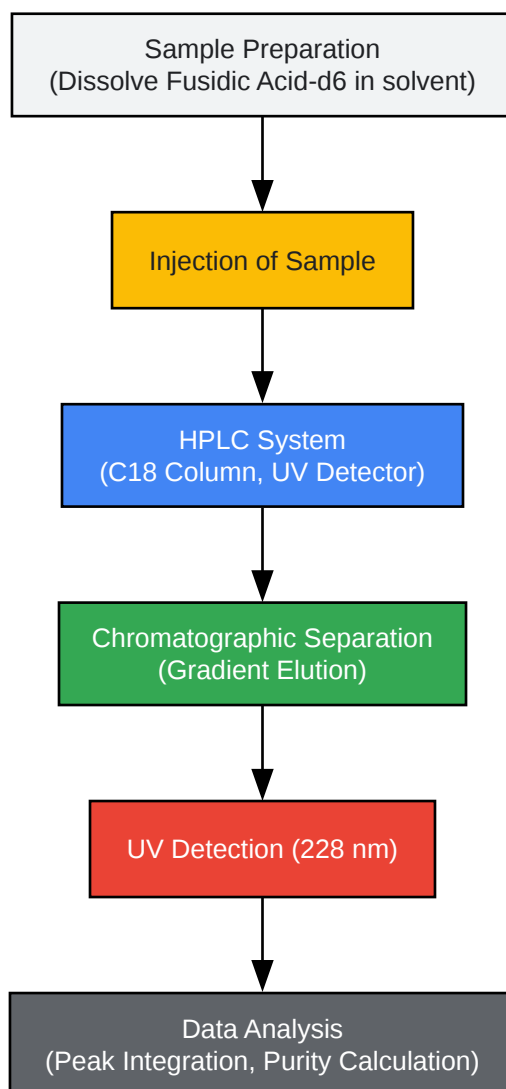 Sample Preparation
(Dissolve Fusidic Acid-d6 in solvent)
Injection of Sample
HPLC System
(C18 Column, UV Detector)
Chromatographic Separation
(Gradient Elution)
UV Detection (228 nm)
Data Analysis
(Peak Integration, Purity Calculation)